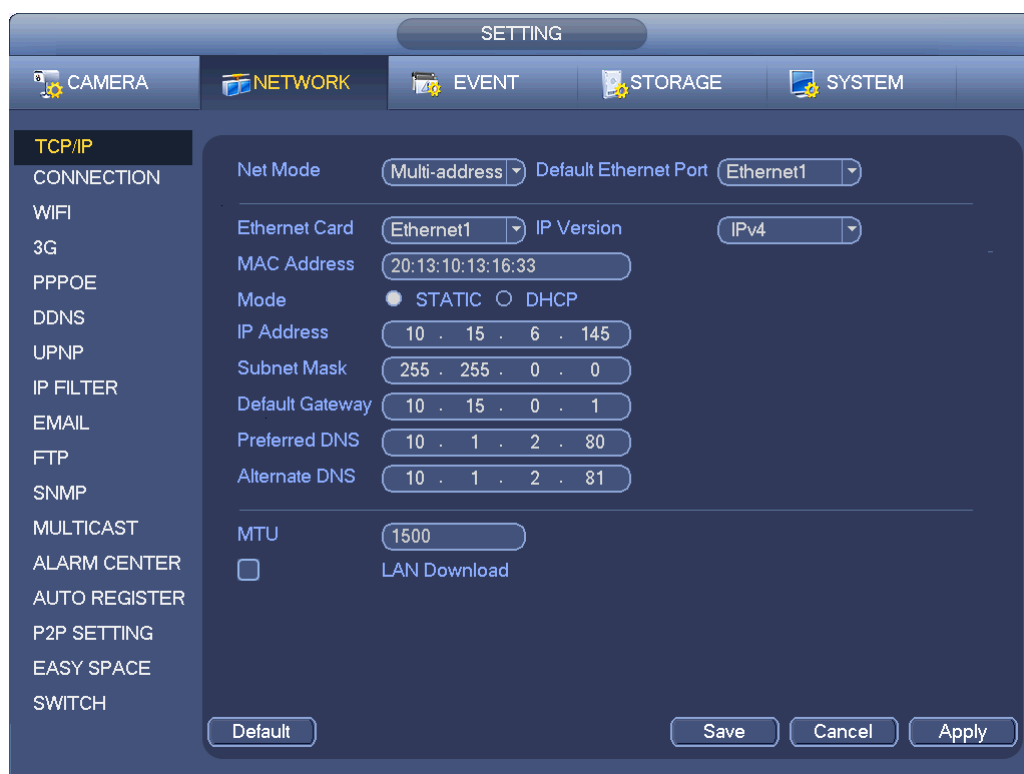 SETTING
CAMERA NETWORK EVENT STORAGE SYSTEM
TCP/IP
CONNECTION
WIFI
3G
PPPOE
DDNS
UPNP
IP FILTER
EMAIL
FTP
SNMP
MULTICAST
ALARM CENTER
AUTO REGISTER
P2P SETTING
EASY SPACE
SWITCH
Net Mode Multi-address Default Ethernet Port Ethernet1
Ethernet Card Ethernet1 IP Version IPv4
MAC Address 20:13:10:13:16:33
Mode STATIC DHCP
IP Address 10 . 15 . 6 . 145
Subnet Mask 255 . 255 . 0 . 0
Default Gateway 10 . 15 . 0 . 1
Preferred DNS 10 . 1 . 2 . 80
Alternate DNS 10 . 1 . 2 . 81
MTU 1500
LAN Download
Default Save Cancel Apply